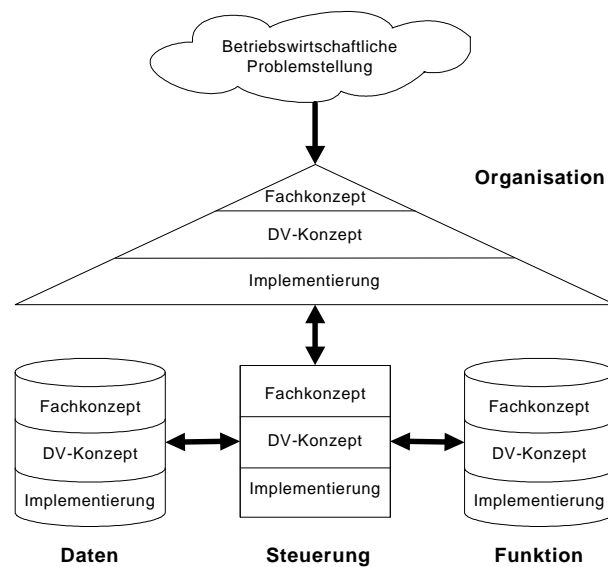 Betriebswirtschaftliche
Problemstellung
Organisation
Fachkonzept
DV-Konzept
Implementierung
Fachkonzept
DV-Konzept
Implementierung
Fachkonzept
DV-Konzept
Implementierung
Fachkonzept
DV-Konzept
Implementierung
Daten
Steuerung
Funktion